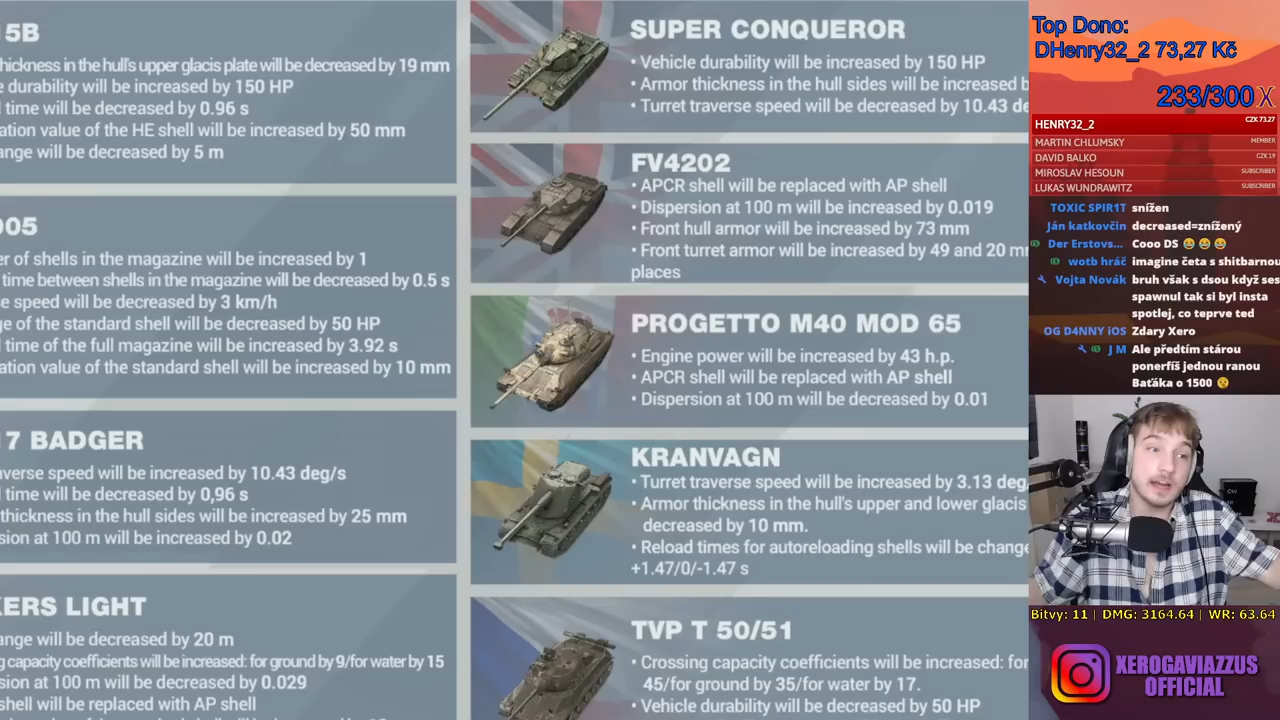 5B
thickness in the hull's upper glacis plate will be decreased by 19 mm
e durability will be increased by 150 HP
d time will be decreased by 0.96 s
ation value of the HE shell will be increased by 50 mm
ange will be decreased by 5 m
005
er of shells in the magazine will be increased by 1
time between shells in the magazine will be decreased by 0.5 s
e speed will be decreased by 3 km/h
ge of the standard shell will be decreased by 50 HP
d time of the full magazine will be increased by 3.92 s
ation value of the standard shell will be increased by 10 mm
17 BADGER
averse speed will be increased by 10.43 deg/s
d time will be decreased by 0,96 s
thickness in the hull sides will be increased by 25 mm
sion at 100 m will be increased by 0.02
KERS LIGHT
ange will be decreased by 20 m
g capacity coefficients will be increased: for ground by 9/for water by 15
sion at 100 m will be decreased by 0.029
shell will be replaced with AP shell
SUPER CONQUEROR
• Vehicle durability will be increased by 150 HP
• Armor thickness in the hull sides will be increased b
• Turret traverse speed will be decreased by 10.43 de
FV4202
• APCR shell will be replaced with AP shell
• Dispersion at 100 m will be increased by 0.019
• Front hull armor will be increased by 73 mm
• Front turret armor will be increased by 49 and 20 mm
places
PROGETTO M40 MOD 65
• Engine power will be increased by 43 h.p.
• APCR shell will be replaced with AP shell
• Dispersion at 100 m will be decreased by 0.01
KRANVAGN
• Turret traverse speed will be increased by 3.13 deg/
• Armor thickness in the hull's upper and lower glacis
decreased by 10 mm.
• Reload times for autoreloading shells will be change
+1.47/0/-1.47 s
TVP T 50/51
• Crossing capacity coefficients will be increased: for
45/for ground by 35/for water by 17.
• Vehicle durability will be decreased by 50 HP
Top Dono:
DHenry32_2 73,27 Kč
233/300 X
HENRY32_2 CZK 73.27
MARTIN CHLUMSKY MEMBER
DAVID BALKO CZK 19
MIROSLAV HESOUN SUBSCRIBER
LUKAS WUNDRAWITZ SUBSCRIBER
TOXIC SPIR1T snížen
Ján katkovčin decreased=znížený
Der Erstovs... Cooo DS
wotb hráč imagine četa s shitbarnou
Vojta Novák bruh však s dsou když ses
spawnul tak si byl insta
spotlej, co teprve ted
OG D4NNY iOS Zdary Xero
J M Ale předtím stárou
ponerfíš jednou ranou
Baťáka o 1500
Bitvy: 11 | DMG: 3164.64 | WR: 63.64
XEROGAVIAZZUS
OFFICIAL